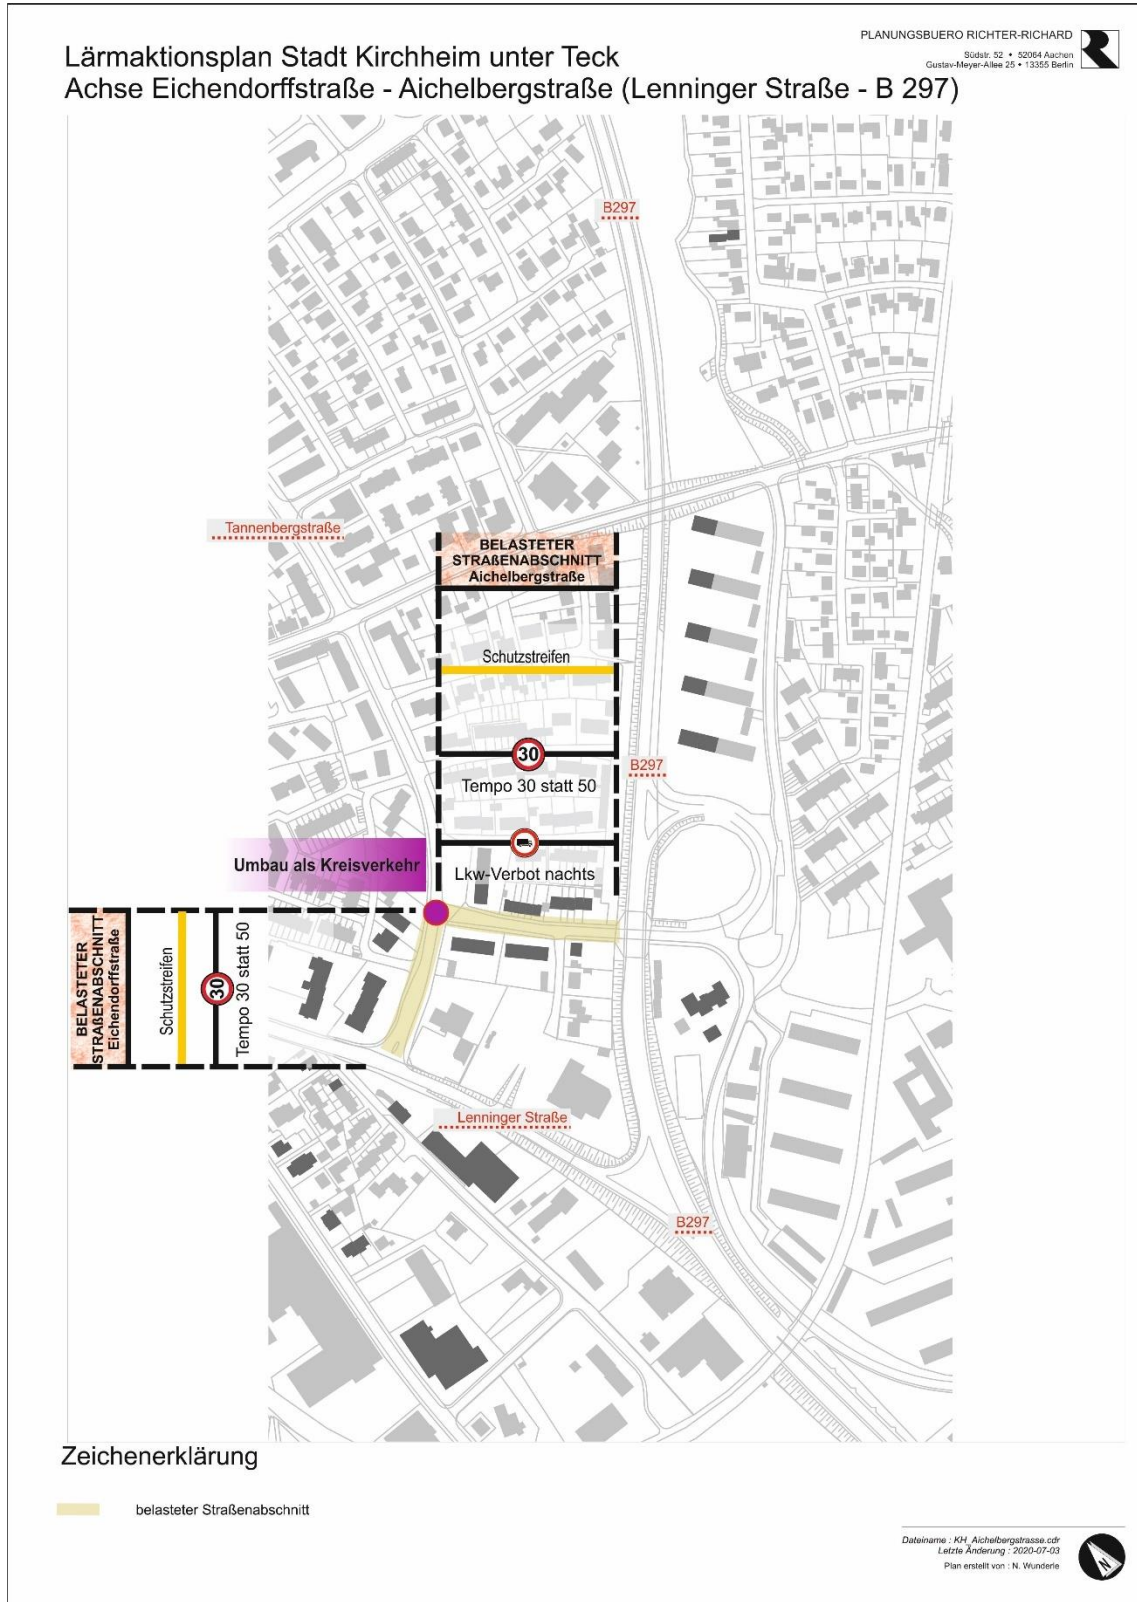 PLANUNGSBUERO RICHTER-RICHARD
Südstr. 52 • 52064 Aachen
Gustav-Meyer-Allee 25 • 13355 Berlin
Lärmaktionsplan Stadt Kirchheim unter Teck
Achse Eichendorffstraße - Aichelbergstraße (Lenninger Straße - B 297)
B297
Tannenbergstraße
BELASTETER
STRAßENABSCHNITT
Aichelbergstraße
Schutzstreifen
30
Tempo 30 statt 50
B297
Lkw-Verbot nachts
Umbau als Kreisverkehr
BELASTETER
STRAßENABSCHNITT
Eichendorffstraße
Schutzstreifen
30
Tempo 30 statt 50
Lenninger Straße
B297
Zeichenerklärung
belasteter Straßenabschnitt
Dateiname : KH_Aichelbergstrasse.cdr
Letzte Änderung : 2020-07-03
Plan erstellt von : N. Wunderle
N